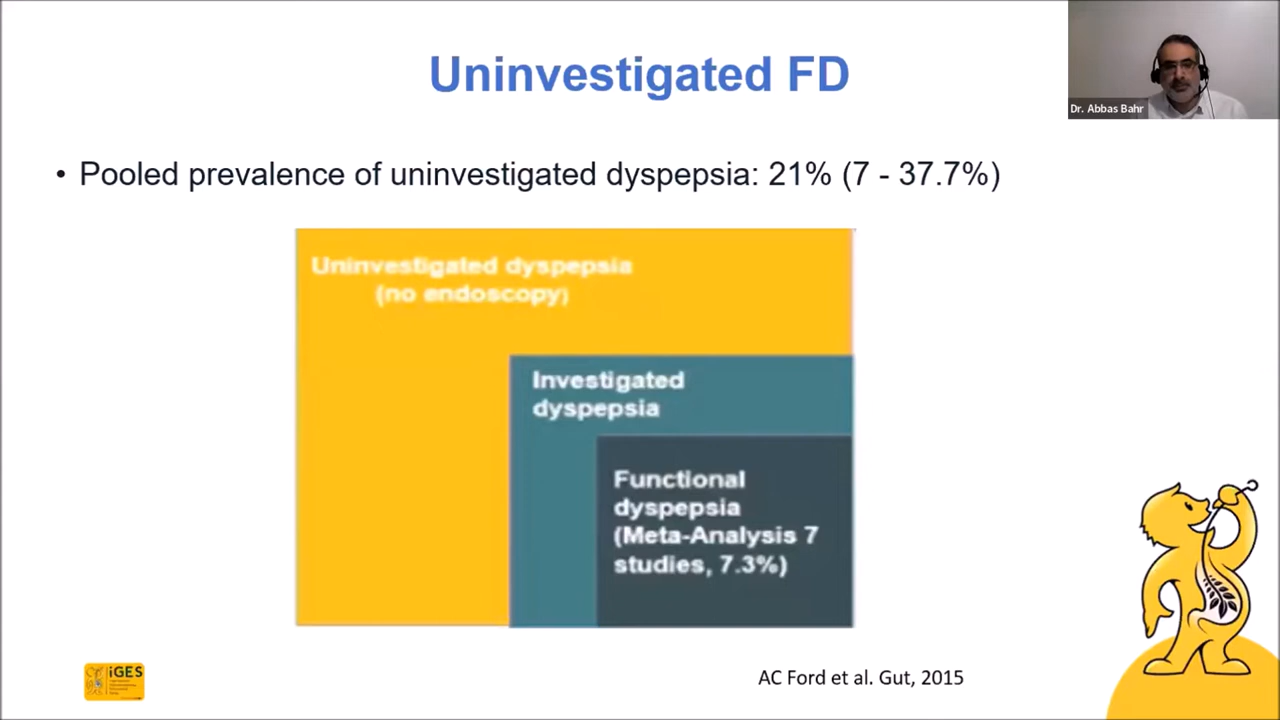 Uninvestigated FD
Dr. Abbas Bahr
• Pooled prevalence of uninvestigated dyspepsia: 21% (7 - 37.7%)
Uninvestigated dyspepsia
(no endoscopy)
Investigated
dyspepsia
Functional
dyspepsia
(Meta-Analysis 7
studies, 7.3%)
iGES
AC Ford et al. Gut, 2015